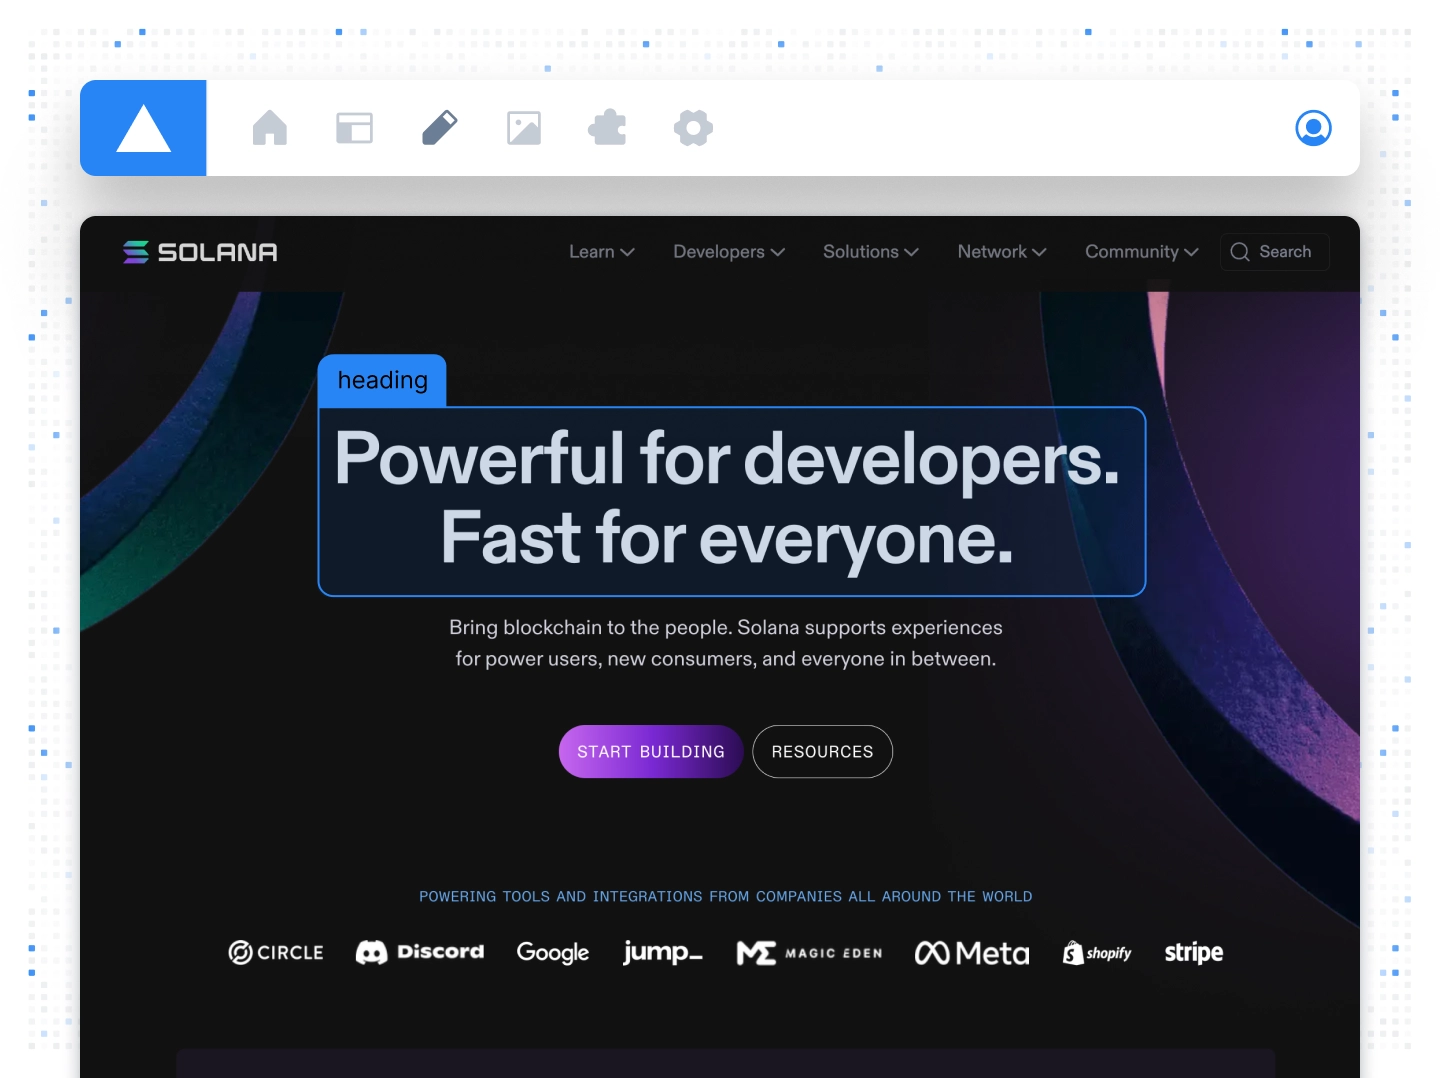 SOLANA
Learn
Developers
Solutions
Network
Community
Search
heading
Powerful for developers.
Fast for everyone.
Bring blockchain to the people. Solana supports experiences
for power users, new consumers, and everyone in between.
START BUILDING
RESOURCES
POWERING TOOLS AND INTEGRATIONS FROM COMPANIES ALL AROUND THE WORLD
CIRCLE
Discord
Google
jump_
MAGIC EDEN
Meta
shopify
stripe